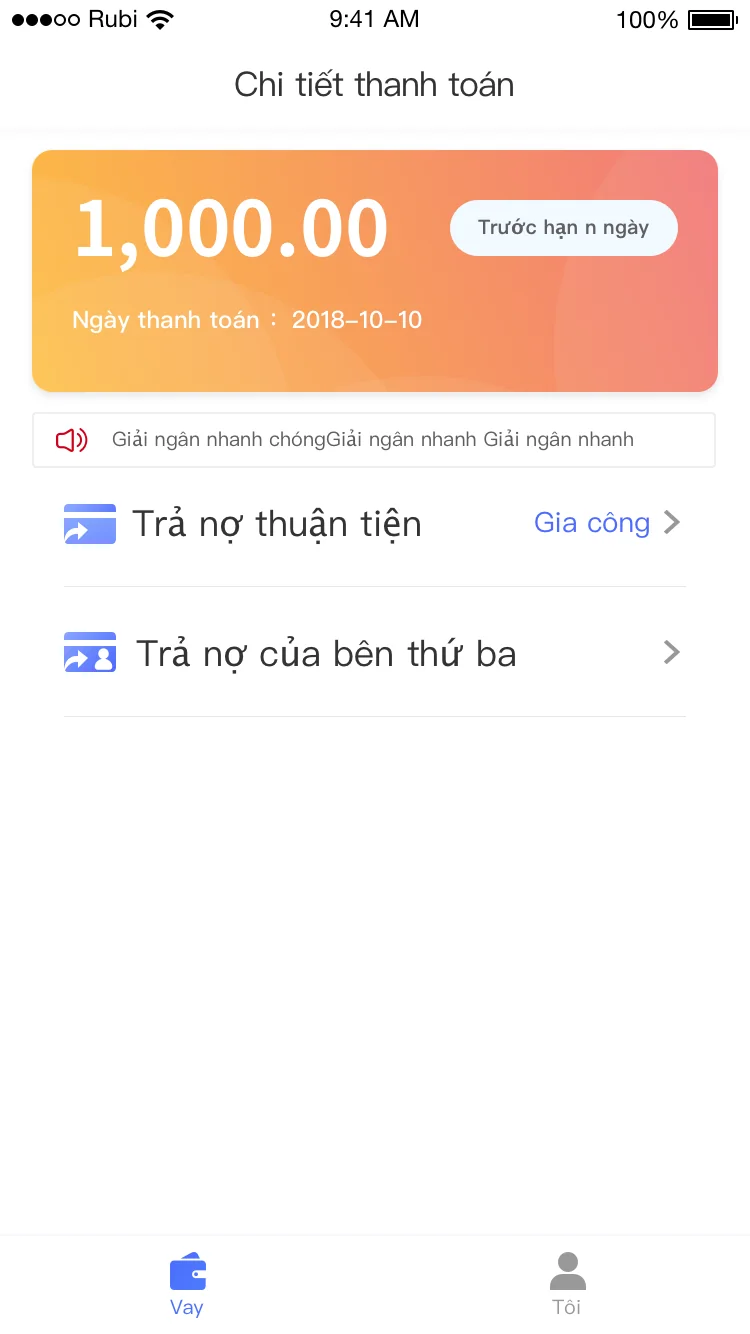 Rubi 9:41 AM 100%
Chi tiết thanh toán
1,000.00
Trước hạn n ngày
Ngày thanh toán： 2018–10–10
Giải ngân nhanh chóngGiải ngân nhanh Giải ngân nhanh
Trả nợ thuận tiện Gia công
Trả nợ của bên thứ ba
Vay Tôi